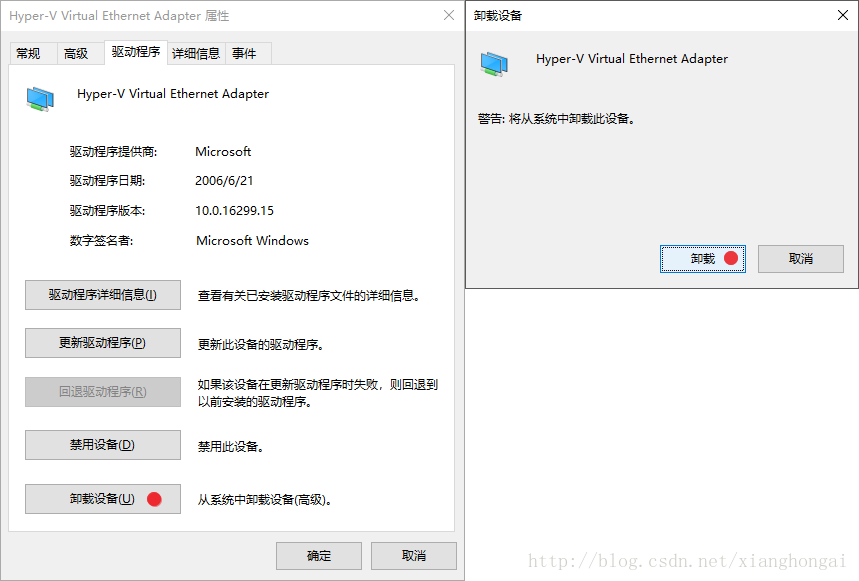 Hyper-V Virtual Ethernet Adapter 属性
常规 高级 驱动程序 详细信息 事件
Hyper-V Virtual Ethernet Adapter
驱动程序提供商: Microsoft
驱动程序日期: 2006/6/21
驱动程序版本: 10.0.16299.15
数字签名者: Microsoft Windows
驱动程序详细信息(I) 查看有关已安装驱动程序文件的详细信息。
更新驱动程序(P) 更新此设备的驱动程序。
回退驱动程序(R) 如果该设备在更新驱动程序时失败，则回退到
以前安装的驱动程序。
禁用设备(D) 禁用此设备。
卸载设备(U) 从系统中卸载设备(高级)。
确定 取消
卸载设备
Hyper-V Virtual Ethernet Adapter
警告: 将从系统中卸载此设备。
卸载 取消
http://blog.csdn.net/xianghongai